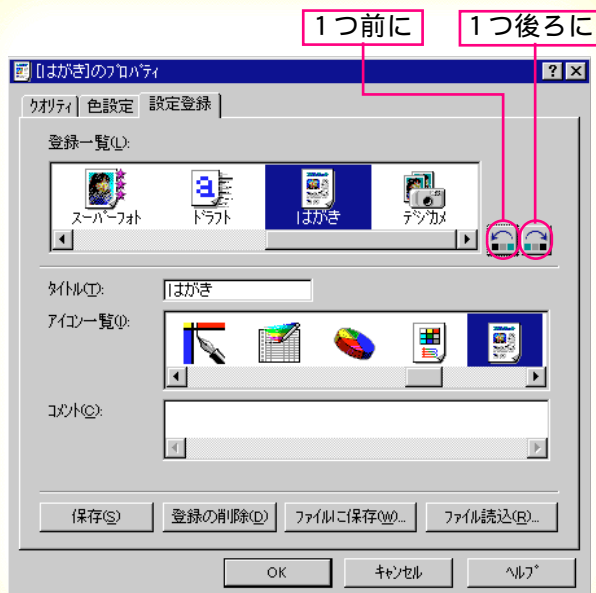 1つ前に 1つ後ろに
[はがき]のプロパティ
クオリティ 色設定 設定登録
登録一覧(L):
スーパーフォト ドラフト はがき デジカメ
タイトル(T): はがき
アイコン一覧(I):
コメント(C):
保存(S) 登録の削除(D) ファイルに保存(W)... ファイル読込(R)...
OK キャンセル ヘルプ